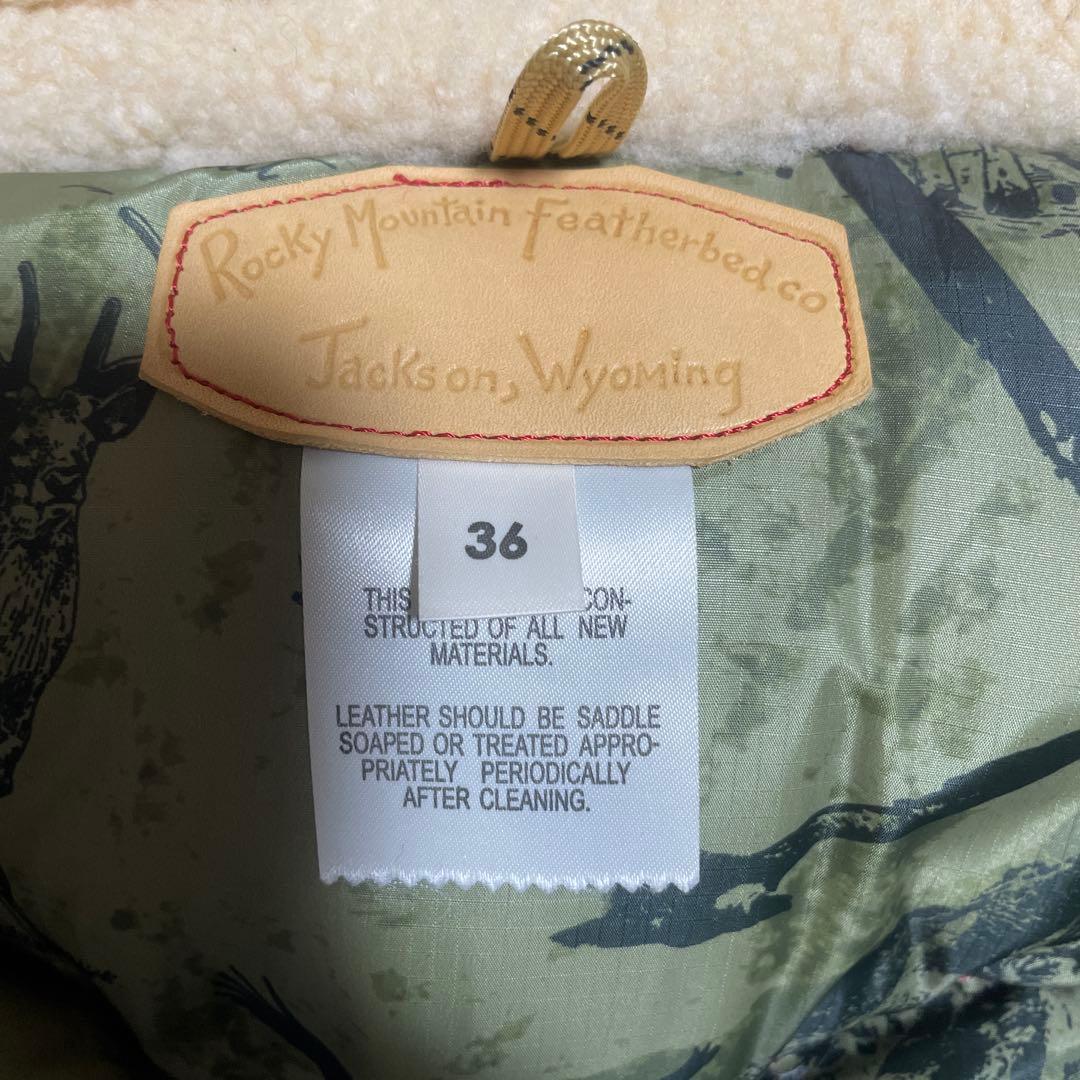 Rocky Mountain Featherbed co
Jackson, Wyoming
36
THIS CON-
STRUCTED OF ALL NEW
MATERIALS.
LEATHER SHOULD BE SADDLE
SOAPED OR TREATED APPRO-
PRIATELY PERIODICALLY
AFTER CLEANING.